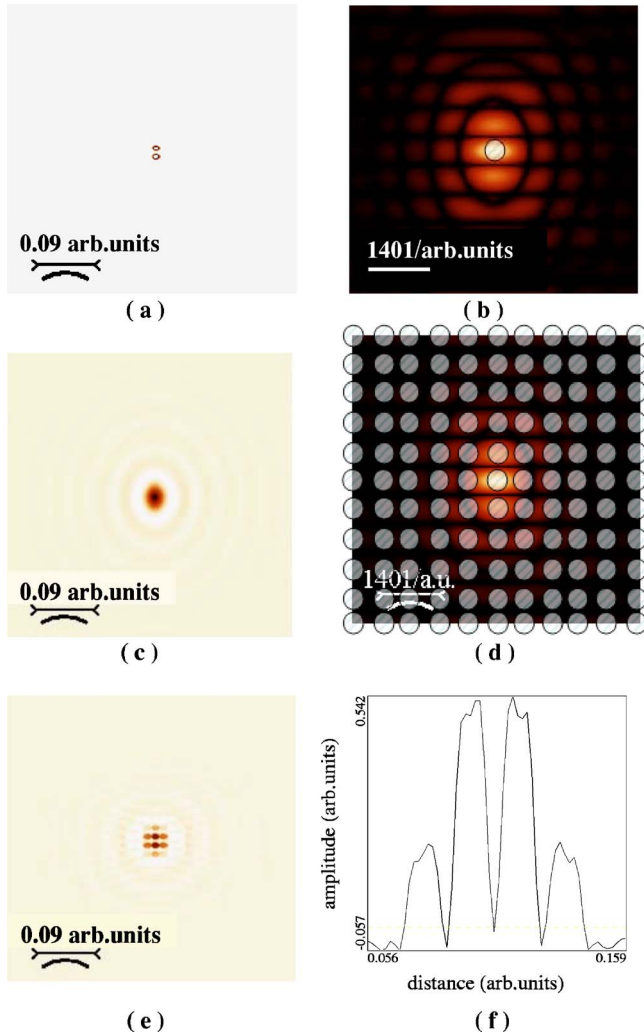 0.09 arb.units
1401/arb.units
( a )
( b )
0.09 arb.units
1401/a.u.
( c )
( d )
0.09 arb.units
0.542
-0.057
amplitude (arb.units)
0.056
0.159
distance (arb.units)
( e )
( f )